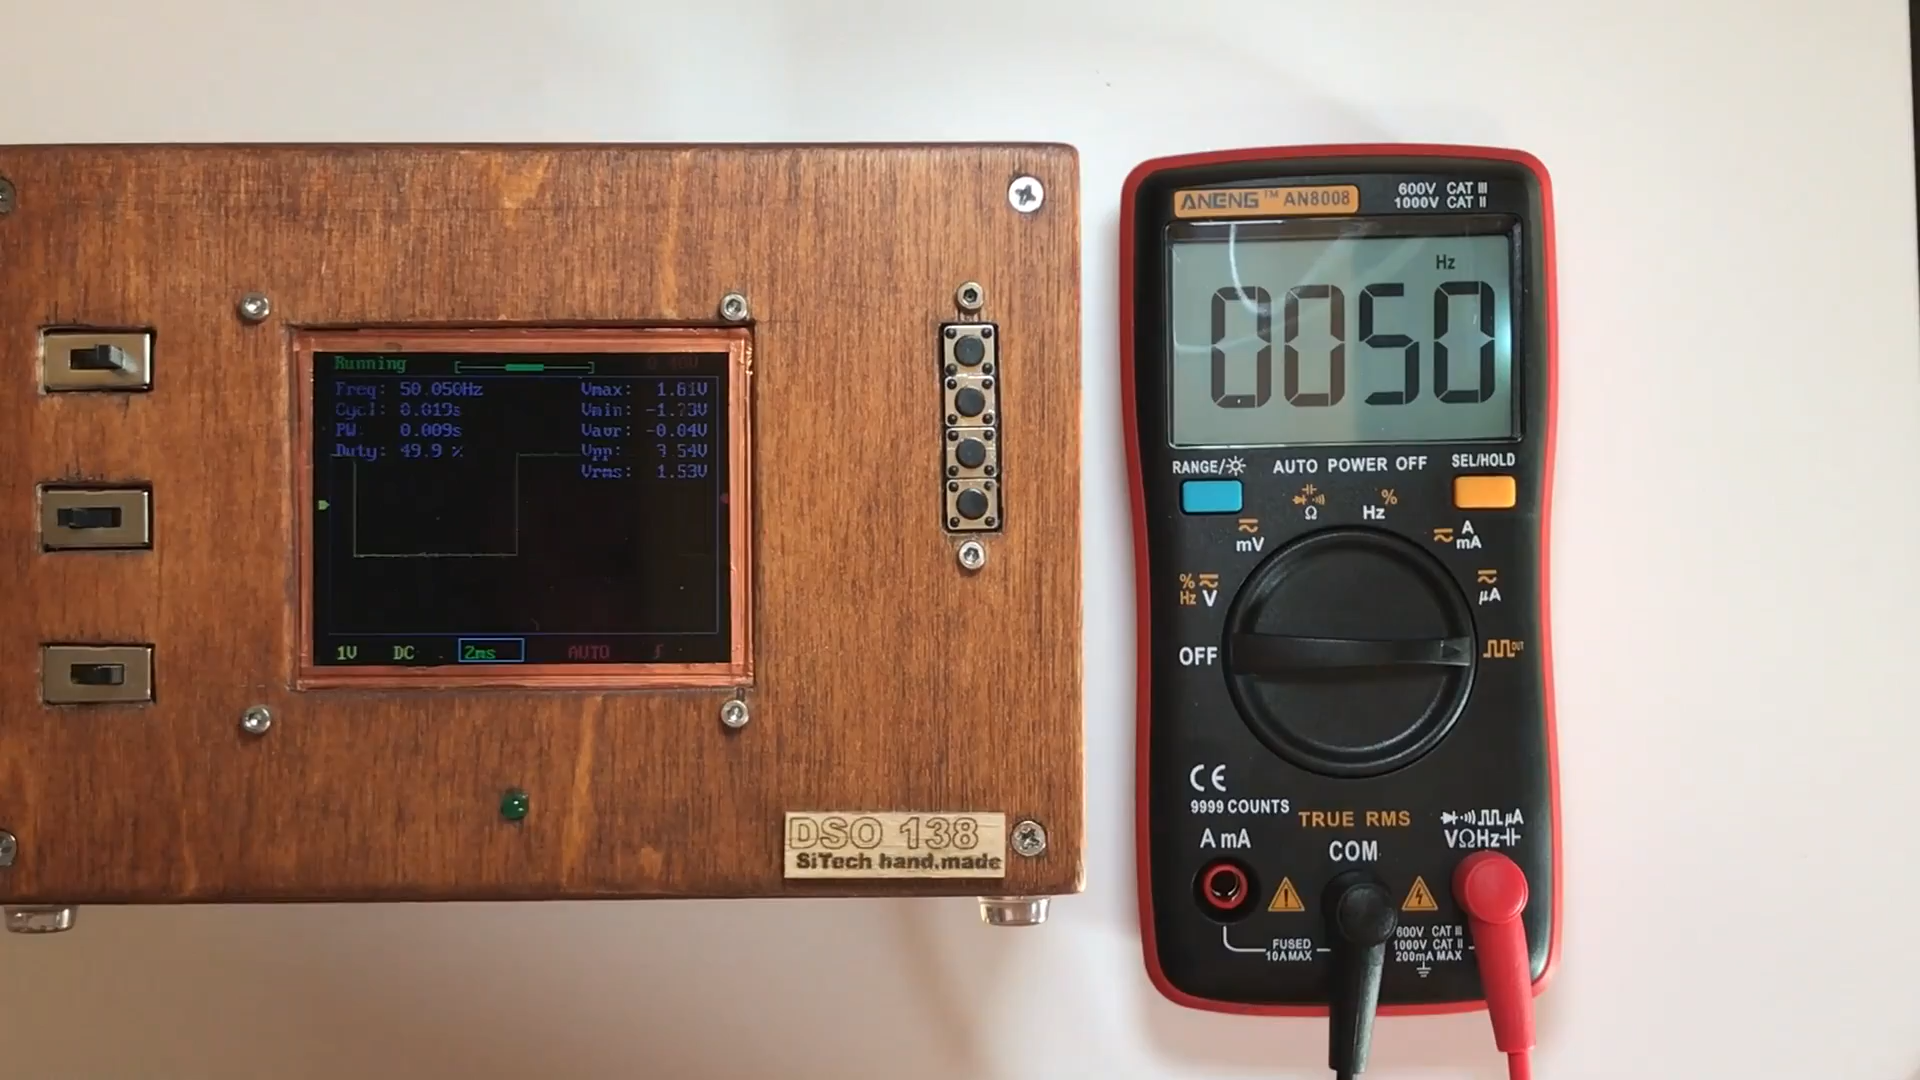 Running
Freq: 50.050Hz
Cycl: 0.019s
PW: 0.009s
Duty: 49.9 %
Vmax: 1.61V
Vmin: -1.73V
Vavr: -0.04V
Vpp: 3.54V
Vrms: 1.53V
1V DC 2ms AUTO
DSO 138
SiTech hand.made
ANENG™ AN8008
600V CAT III
1000V CAT II
Hz
0050
RANGE/ AUTO POWER OFF SEL/HOLD
Ω
Hz %
mV
A
mA
% Hz V
μA
OFF
OUT
CE
9999 COUNTS
TRUE RMS
A mA
COM
μA
VΩHz
FUSED
10A MAX
600V CAT III
1000V CAT II
200mA MAX